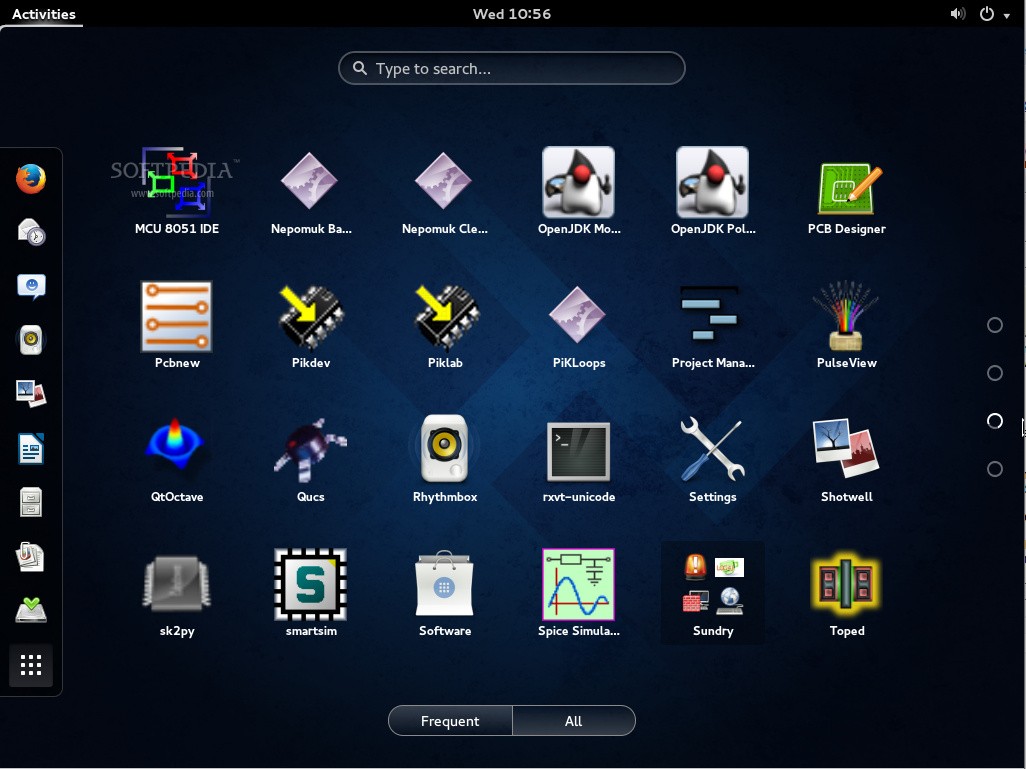 Activities
Wed 10:56
Type to search...
SOFTPEDIA™
www.softpedia.com
MCU 8051 IDE
Nepomuk Ba...
Nepomuk Cle...
OpenJDK Mo...
OpenJDK Pol...
PCB Designer
Pcbnew
Pikdev
Piklab
PiKLoops
Project Mana...
PulseView
QtOctave
Qucs
Rhythmbox
rxvt-unicode
Settings
Shotwell
sk2py
S
smartsim
Software
Spice Simula...
Sundry
Toped
Frequent
All